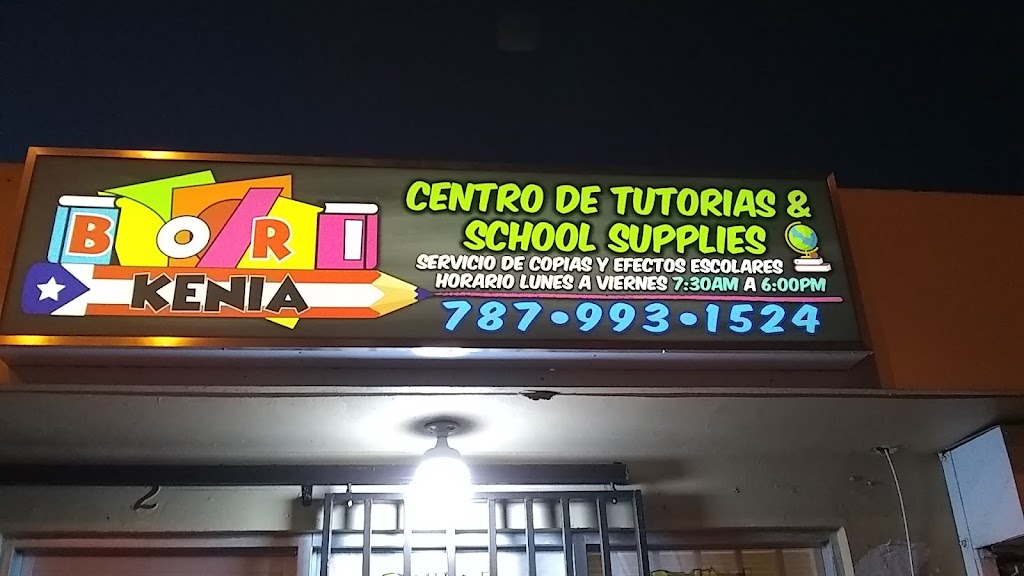 BORI
KENIA
CENTRO DE TUTORIAS &
SCHOOL SUPPLIES
SERVICIO DE COPIAS Y EFECTOS ESCOLARES
HORARIO LUNES A VIERNES 7:30AM A 6:00PM
787•993•1524
2